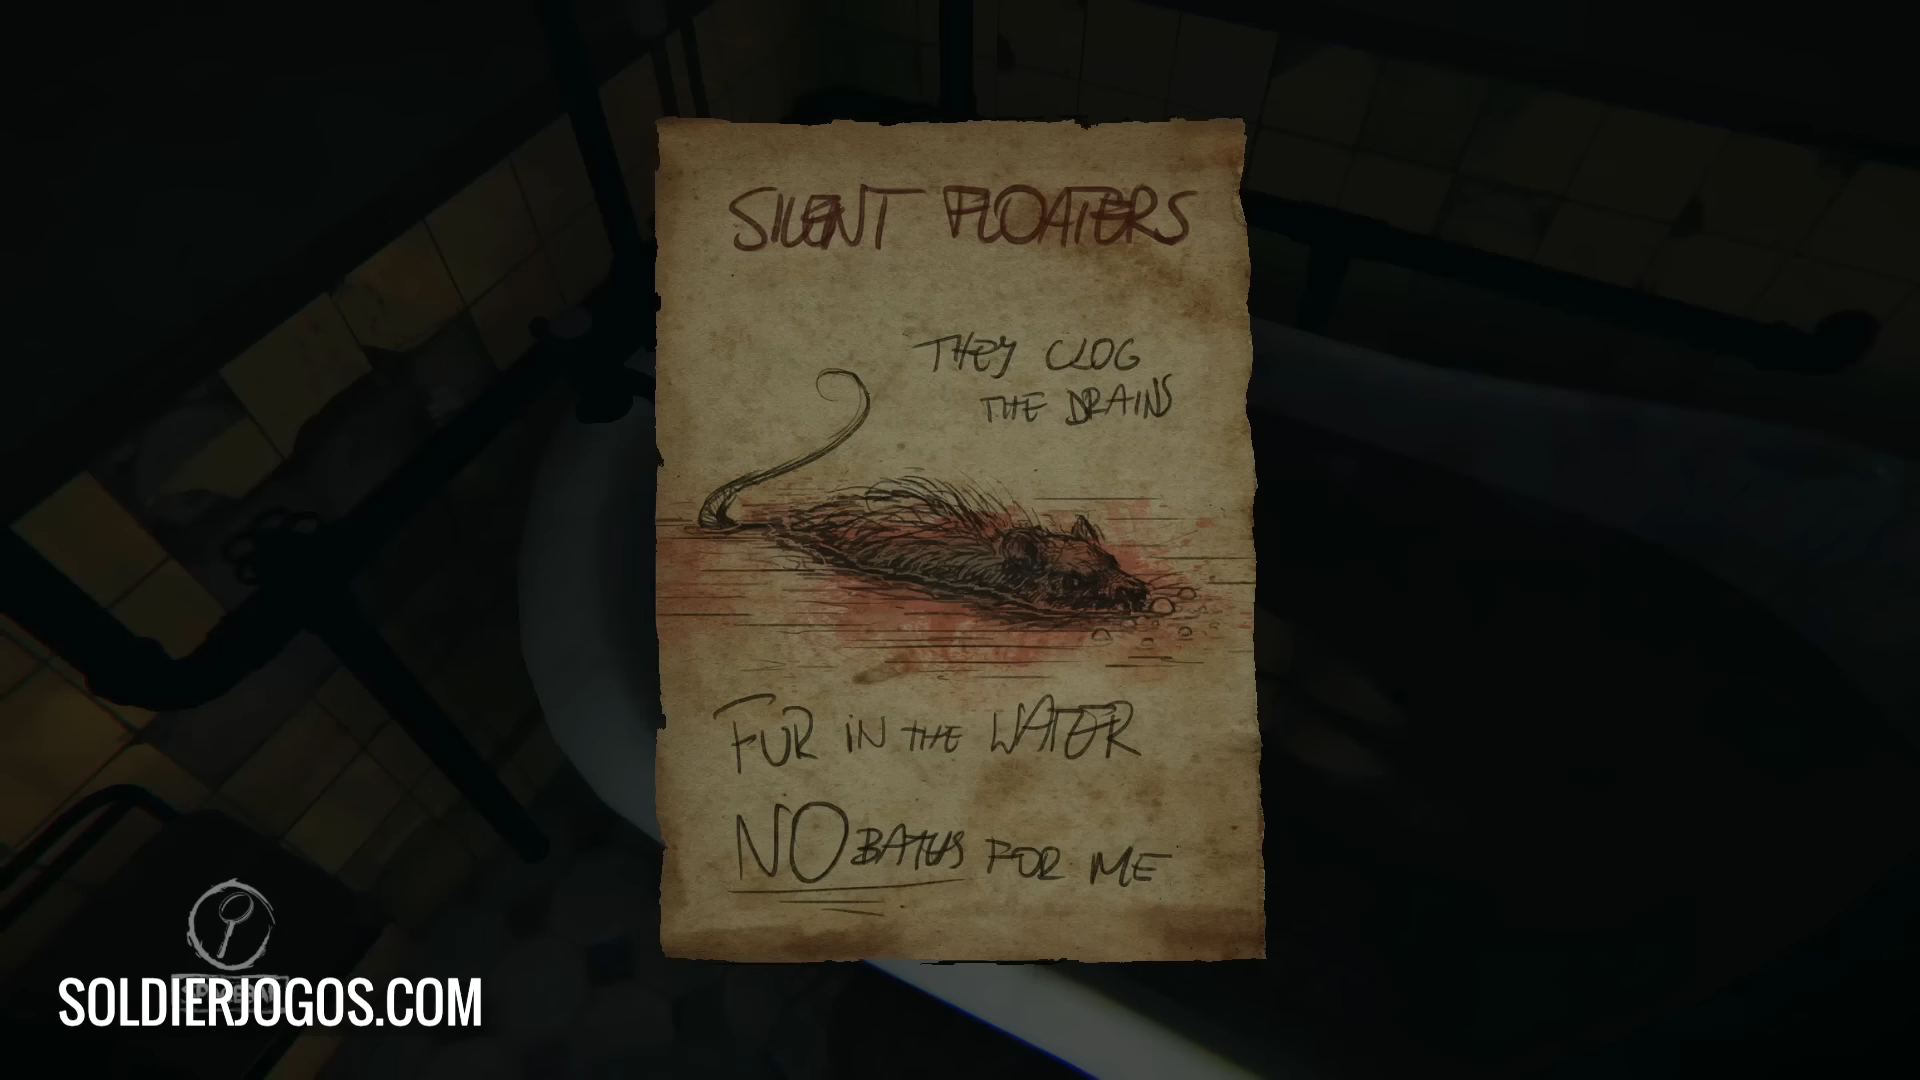 SILENT FLOATERS
THEY CLOG
THE DRAINS
FUR IN THE WATER
NO BATHS FOR ME
SOLDIERJOGOS.COM